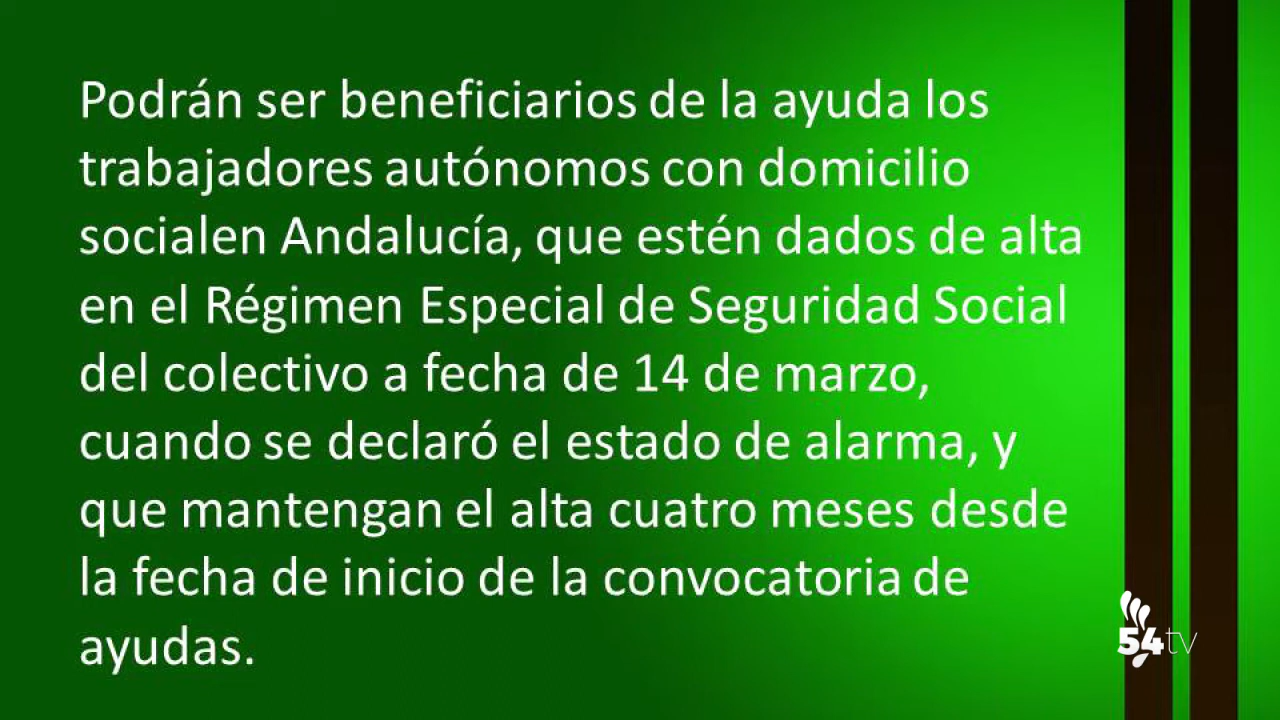 Podrán ser beneficiarios de la ayuda los
trabajadores autónomos con domicilio
socialen Andalucía, que estén dados de alta
en el Régimen Especial de Seguridad Social
del colectivo a fecha de 14 de marzo,
cuando se declaró el estado de alarma, y
que mantengan el alta cuatro meses desde
la fecha de inicio de la convocatoria de
ayudas.
54tv